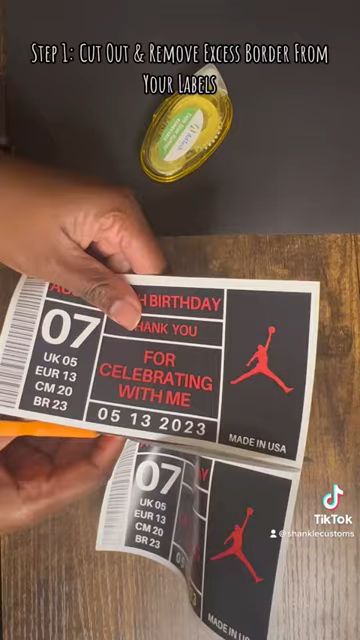 STEP 1: CUT OUT & REMOVE EXCESS BORDER FROM
YOUR LABELS
H BIRTHDAY
HANK YOU
07
FOR
CELEBRATING
WITH ME
UK 05
EUR 13
CM 20
BR 23
05 13 2023
MADE IN USA
07
DAY
UK 05
EUR 13
CM 20
BR 23
MADE IN USA
TikTok
@shanklecustoms